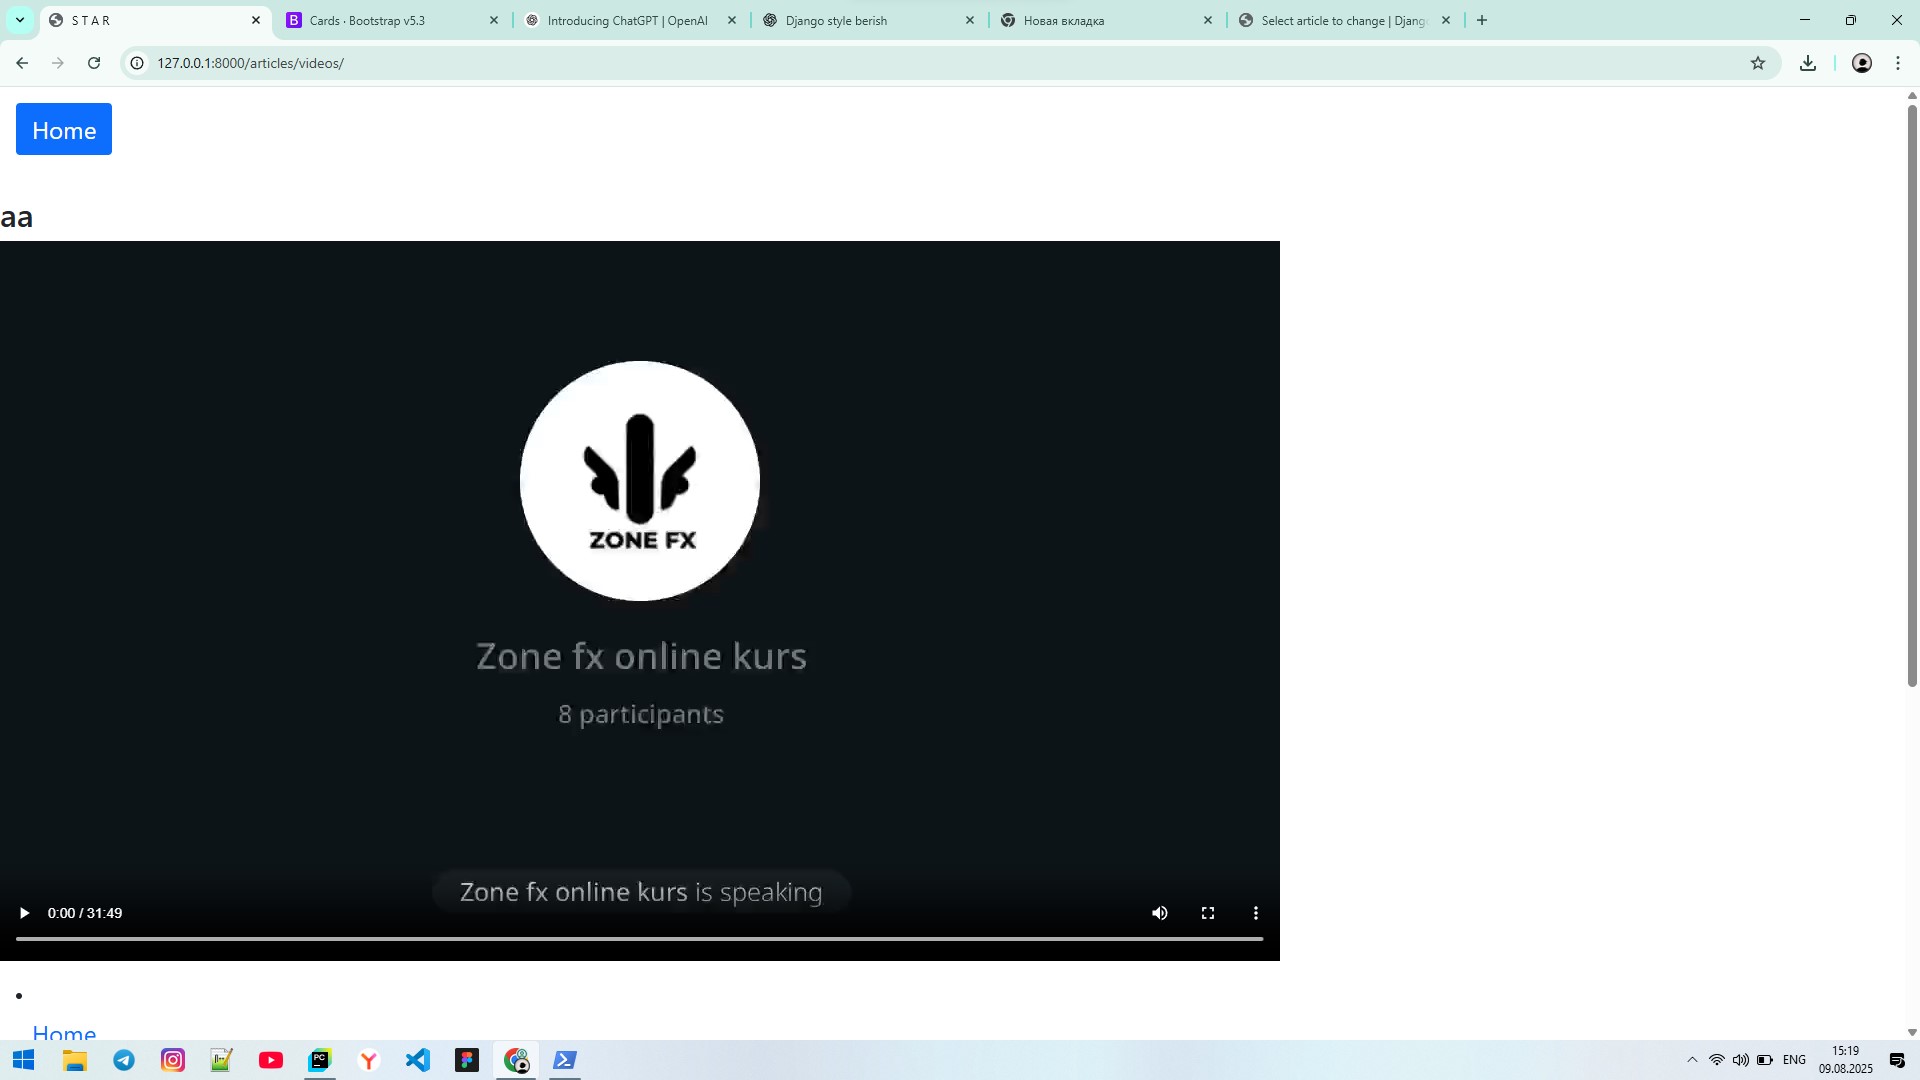 S T A R
Cards · Bootstrap v5.3
Introducing ChatGPT | OpenAI
Django style berish
Новая вкладка
Select article to change | Djang
127.0.0.1:8000/articles/videos/
Home
aa
ZONE FX
Zone fx online kurs
8 participants
Zone fx online kurs is speaking
0:00 / 31:49
Home
ENG
15:19
09.08.2025